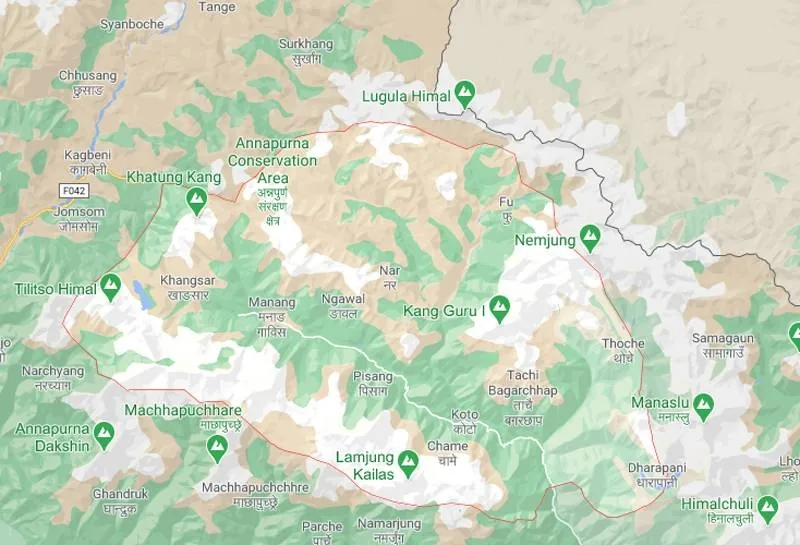 Tange
Syanboche
Surkhang
सुर्खाग
Chhusang
छुसाङ
Lugula Himal
Annapurna
Conservation
Area
अन्नपुर्ण
संरक्षण
क्षेत्र
Kagbeni
कागबेनी
Khatung Kang
F042
Jomsom
जोमसोम
Fu
फु
Nemjung
Khangsar
खाङसार
Nar
नर
Tilitso Himal
Manang
मनाङ
गाविस
Ngawal
ङावल
Kang Guru I
Thoche
थोचे
Samagaun
सामागाउँ
Narchyang
नरच्याग
Pisang
पिसाग
Tachi
Bagarchhap
ताचै
बगरछाप
Manaslu
मनास्लु
Machhapuchhare
माछापुच्छ्रे
Annapurna
Dakshin
Koto
कोटो
Chame
चामे
Lamjung
Kailas
Dharapani
धारापानी
Ghandruk
घान्द्रुक
Machhapuchchhre
माछापुच्छ्रे
Himalchuli
हिमालचुली
Parche
पार्चे
Namarjung
नमर्जुग